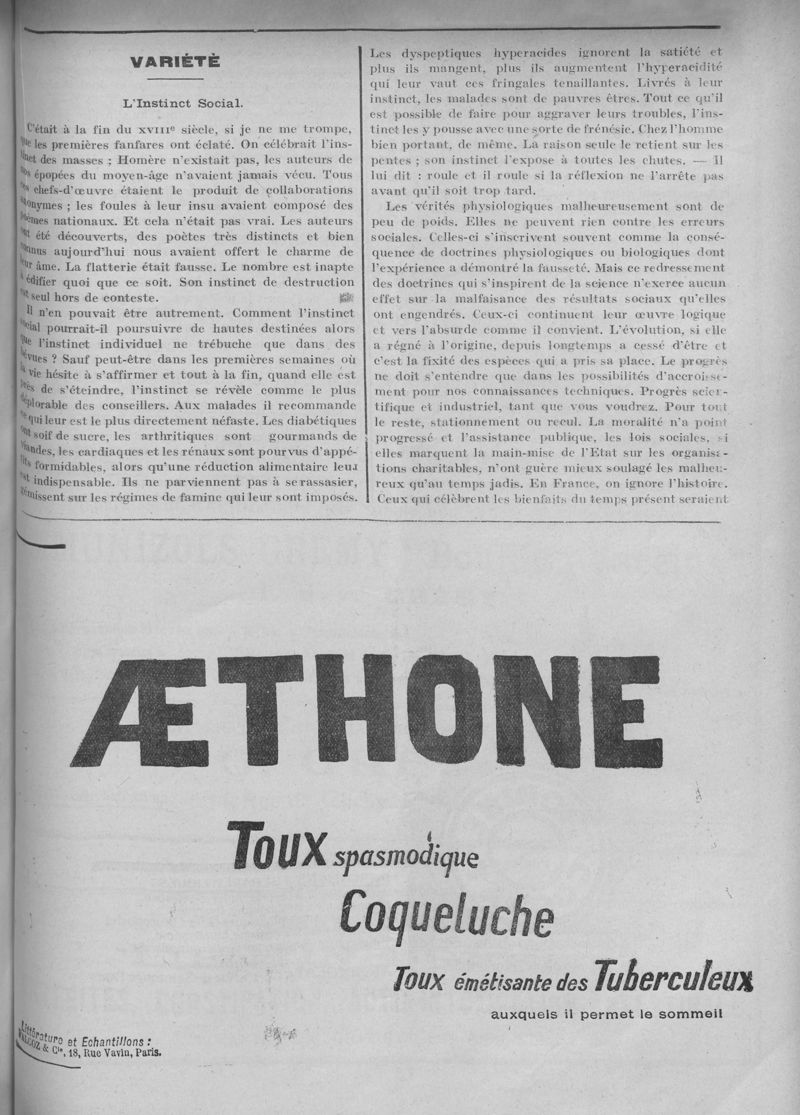 VARIÉTÉ
L'Instinct Social.
C'était à la fin du XVIIIe siècle, si je ne me trompe,
que les premières fanfares ont éclaté. On célébrait l'ins-
tinct des masses ; Homère n'existait pas, les auteurs de
nos épopées du moyen-âge n'avaient jamais vécu. Tous
ces chefs-d'œuvre étaient le produit de collaborations
anonymes ; les foules à leur insu avaient composé des
poèmes nationaux. Et cela n'était pas vrai. Les auteurs
ont été découverts, des poètes très distincts et bien
connus aujourd'hui nous avaient offert le charme de
leur âme. La flatterie était fausse. Le nombre est inapte
à édifier quoi que ce soit. Son instinct de destruction
est seul hors de conteste.
Il n'en pouvait être autrement. Comment l'instinct
social pourrait-il poursuivre de hautes destinées alors
que l'instinct individuel ne trébuche que dans des
bévues ? Sauf peut-être dans les premières semaines où
la vie hésite à s'affirmer et tout à la fin, quand elle est
près de s'éteindre, l'instinct se révèle comme le plus
déplorable des conseillers. Aux malades il recommande
ce qui leur est le plus directement néfaste. Les diabétiques
ont soif de sucre, les arthritiques sont gourmands de
viandes, les cardiaques et les rénaux sont pourvus d'appé-
tits formidables, alors qu'une réduction alimentaire leur
est indispensable. Ils ne parviennent pas à se rassasier,
gémissent sur les régimes de famine qui leur sont imposés.
Les dyspeptiques hyperacides ignorent la satiété et
plus ils mangent, plus ils augmentent l'hyperacidité
qui leur vaut ces fringales tenaillantes. Livrés à leur
instinct, les malades sont de pauvres êtres. Tout ce qu'il
est possible de faire pour aggraver leurs troubles, l'ins-
tinct les y pousse avec une sorte de frénésie. Chez l'homme
bien portant, de même. La raison seule le retient sur les
pentes ; son instinct l'expose à toutes les chutes. — Il
lui dit : roule et il roule si la réflexion ne l'arrête pas
avant qu'il soit trop tard.
Les vérités physiologiques malheureusement sont de
peu de poids. Elles ne peuvent rien contre les erreurs
sociales. Celles-ci s'inscrivent souvent comme la consé-
quence de doctrines physiologiques ou biologiques dont
l'expérience a démontré la fausseté. Mais ce redressement
des doctrines qui s'inspirent de la science n'exerce aucun
effet sur la malfaisance des résultats sociaux qu'elles
ont engendrés. Ceux-ci continuent leur œuvre logique
et vers l'absurde comme il convient. L'évolution, si elle
a régné à l'origine, depuis longtemps a cessé d'être et
c'est la fixité des espèces qui a pris sa place. Le progrès
ne doit s'entendre que dans les possibilités d'accroisse-
ment pour nos connaissances techniques. Progrès scien-
tifique et industriel, tant que vous voudrez. Pour tout
le reste, stationnement ou recul. La moralité n'a point
progressé et l'assistance publique, les lois sociales, si
elles marquent la main-mise de l'Etat sur les organisa-
tions charitables, n'ont guère mieux soulagé les malheu-
reux qu'au temps jadis. En France, on ignore l'histoire.
Ceux qui célèbrent les bienfaits du temps présent seraient
ÆTHONE
Toux spasmodique
Coqueluche
Toux émétisante des Tuberculeux
auxquels il permet le sommeil
Littérature et Echantillons :
& Cie, 18, Rue Vavin, Paris.